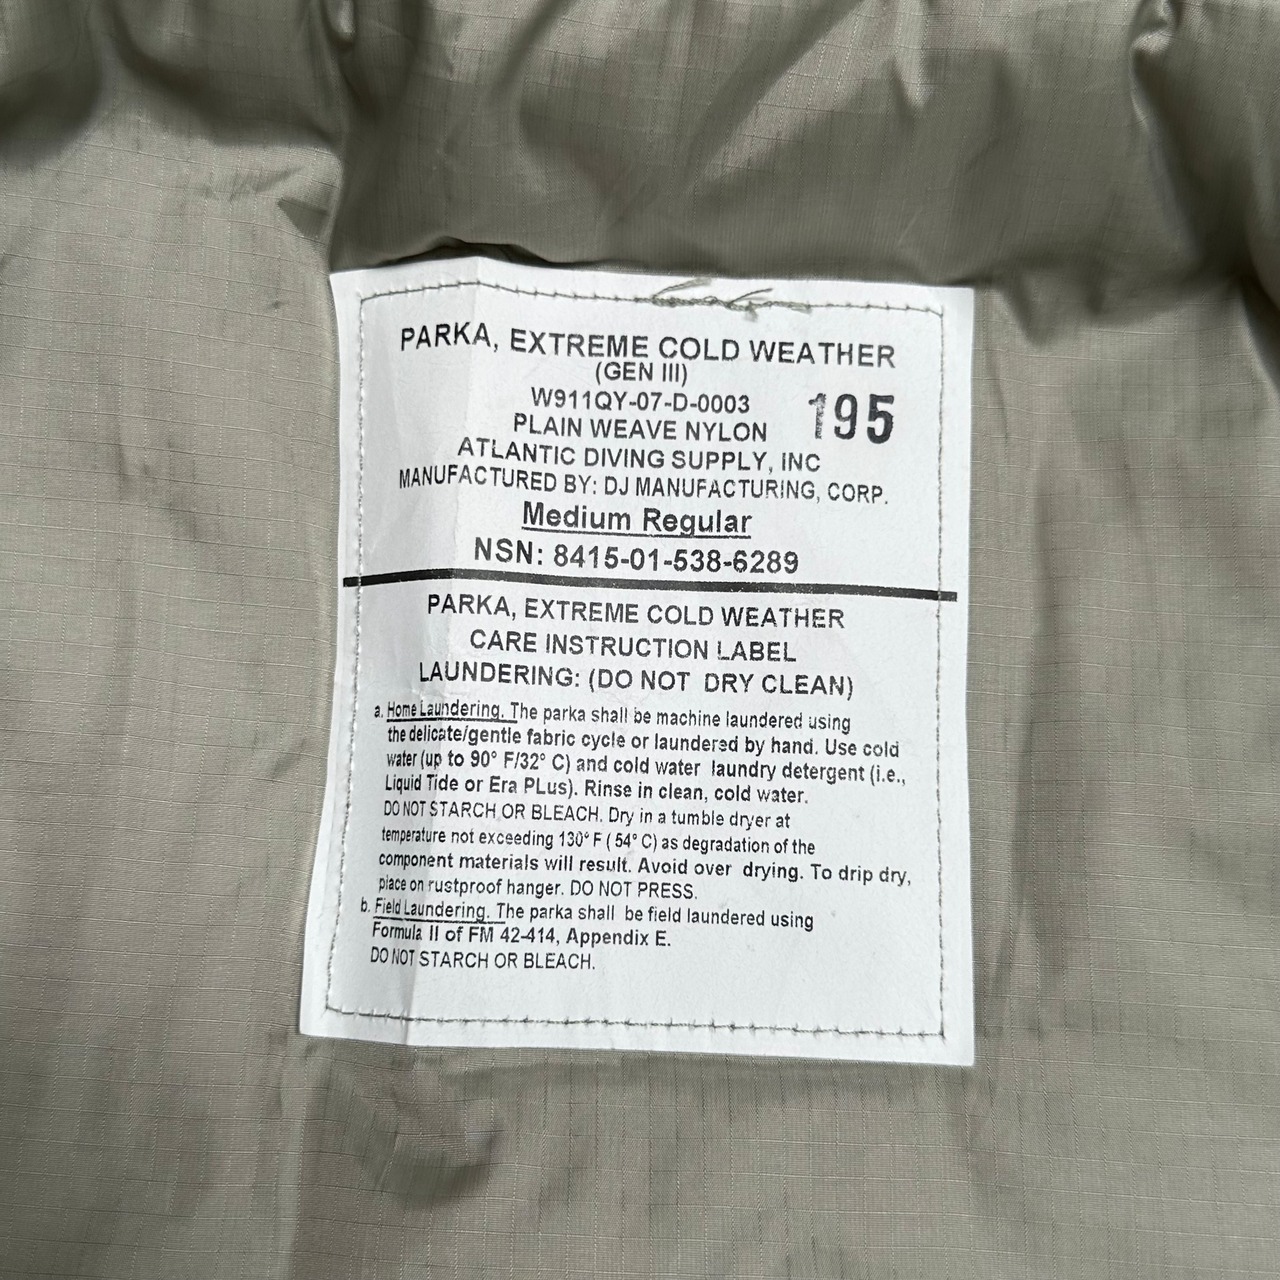 PARKA, EXTREME COLD WEATHER
(GEN III)
W911QY-07-D-0003
195
PLAIN WEAVE NYLON
ATLANTIC DIVING SUPPLY, INC
MANUFACTURED BY: DJ MANUFACTURING, CORP.
Medium Regular
NSN: 8415-01-538-6289
PARKA, EXTREME COLD WEATHER
CARE INSTRUCTION LABEL
LAUNDERING: (DO NOT DRY CLEAN)
a. Home Laundering. The parka shall be machine laundered using
the delicate/gentle fabric cycle or laundered by hand. Use cold
water (up to 90° F/32° C) and cold water laundry detergent (i.e.,
Liquid Tide or Era PLus). Rinse in clean, cold water.
DO NOT STARCH OR BLEACH. Dry in a tumble dryer at
temperature not exceeding 130° F ( 54° C) as degradation of the
component materials will result. Avoid over drying. To drip dry,
place on rustproof hanger. DO NOT PRESS.
b. Field Laundering. The parka shall be field laundered using
Formula II of FM 42-414, Appendix E.
DO NOT STARCH OR BLEACH.